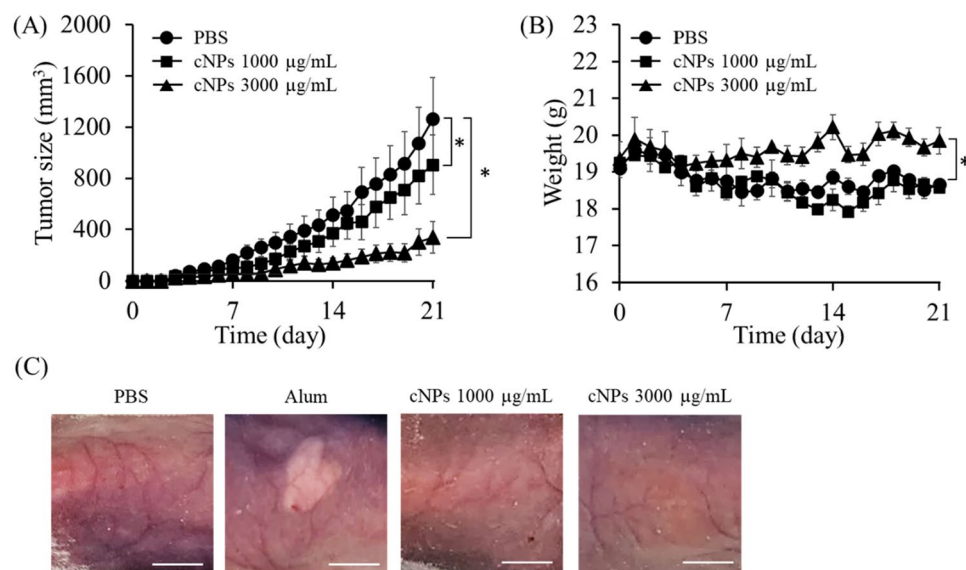 (A)
2000
1600
1200
800
400
0
Tumor size (mm³)
PBS
cNPs 1000 µg/mL
cNPs 3000 µg/mL
*
*
0 7 14 21
Time (day)
(B)
23
22
21
20
19
18
17
16
Weight (g)
PBS
cNPs 1000 µg/mL
cNPs 3000 µg/mL
*
0 7 14 21
Time (day)
(C)
PBS Alum cNPs 1000 µg/mL cNPs 3000 µg/mL